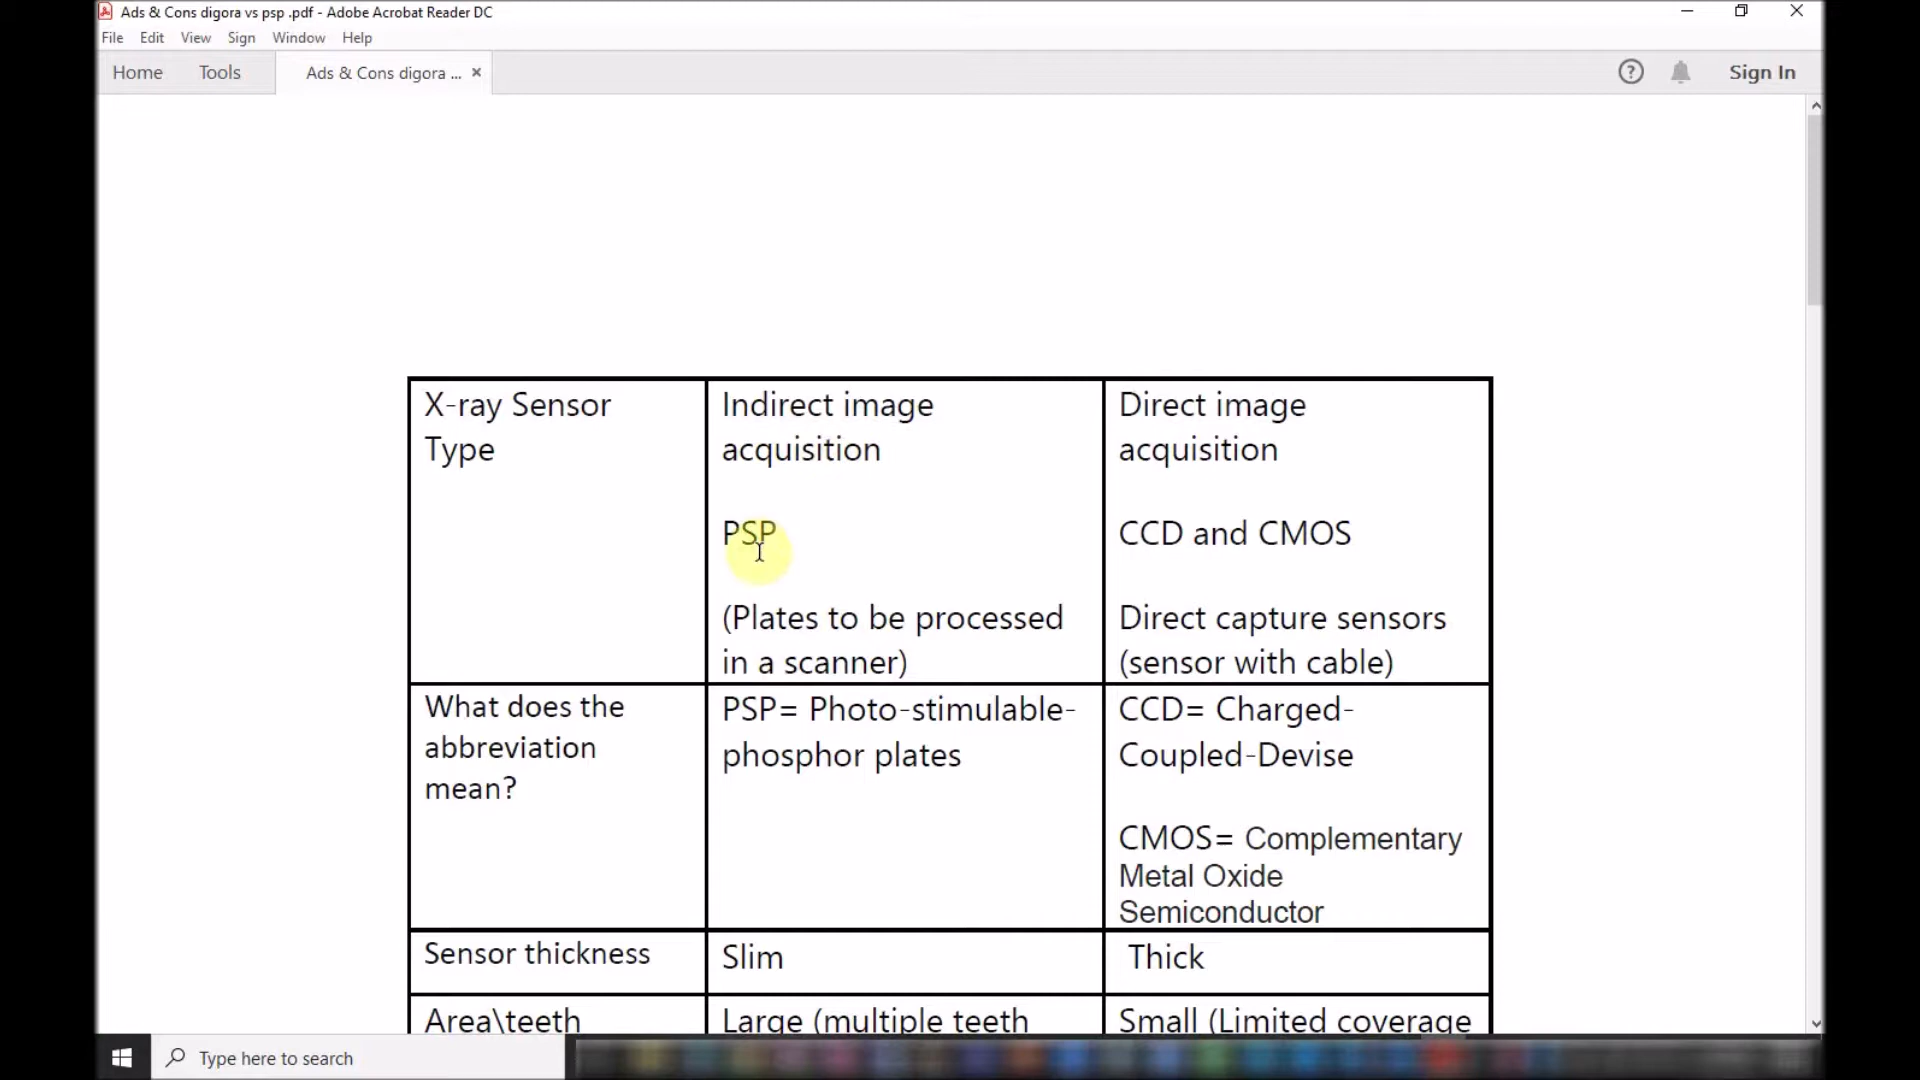 Ads & Cons digora vs psp .pdf - Adobe Acrobat Reader DC
File Edit View Sign Window Help
Home Tools Ads & Cons digora ... × Sign In
X-ray Sensor
Type
Indirect image
acquisition
PSP
(Plates to be processed
in a scanner)
Direct image
acquisition
CCD and CMOS
Direct capture sensors
(sensor with cable)
What does the
abbreviation
mean?
PSP= Photo-stimulable-
phosphor plates
CCD= Charged-
Coupled-Devise
CMOS= Complementary
Metal Oxide
Semiconductor
Sensor thickness
Slim
Thick
Area\teeth
Large (multiple teeth
Small (Limited coverage
Type here to search